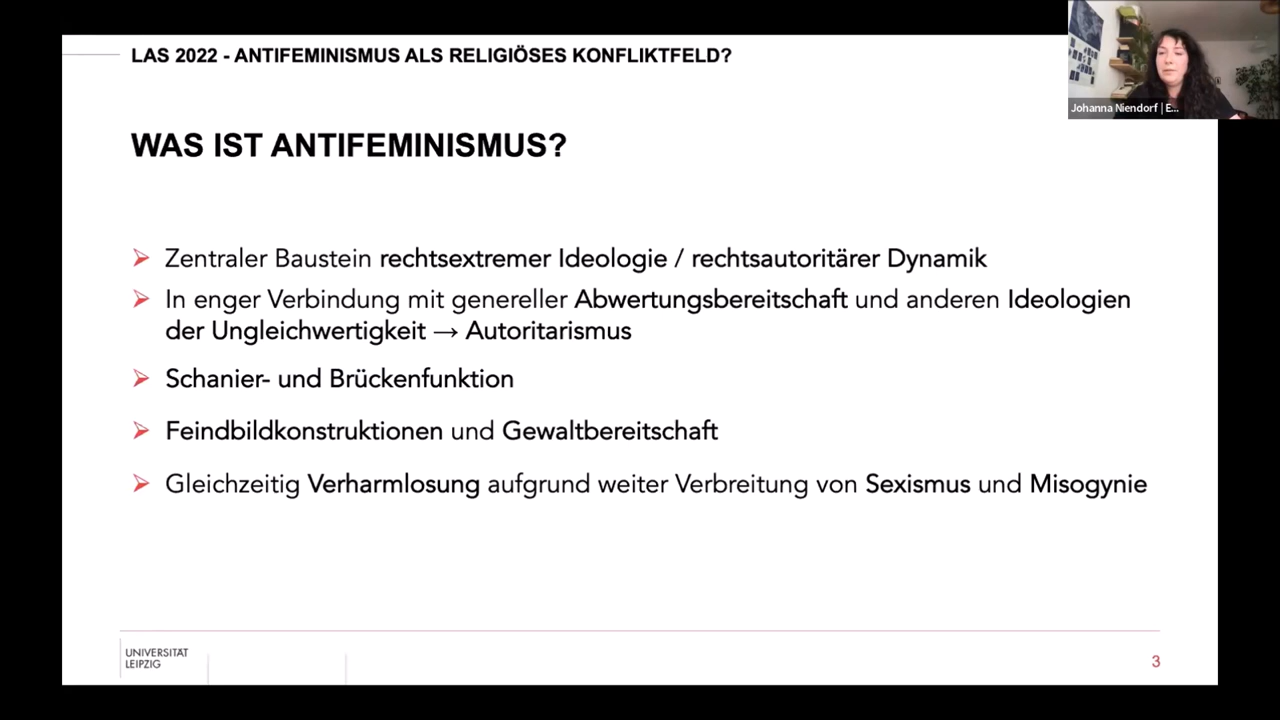 LAS 2022 - ANTIFEMINISMUS ALS RELIGIÖSES KONFLIKTFELD?
Johanna Niendorf | E...
WAS IST ANTIFEMINISMUS?
Zentraler Baustein rechtsextremer Ideologie / rechtsautoritärer Dynamik
In enger Verbindung mit genereller Abwertungsbereitschaft und anderen Ideologien
der Ungleichwertigkeit → Autoritarismus
Schanier- und Brückenfunktion
Feindbildkonstruktionen und Gewaltbereitschaft
Gleichzeitig Verharmlosung aufgrund weiter Verbreitung von Sexismus und Misogynie
UNIVERSITÄT
LEIPZIG
3